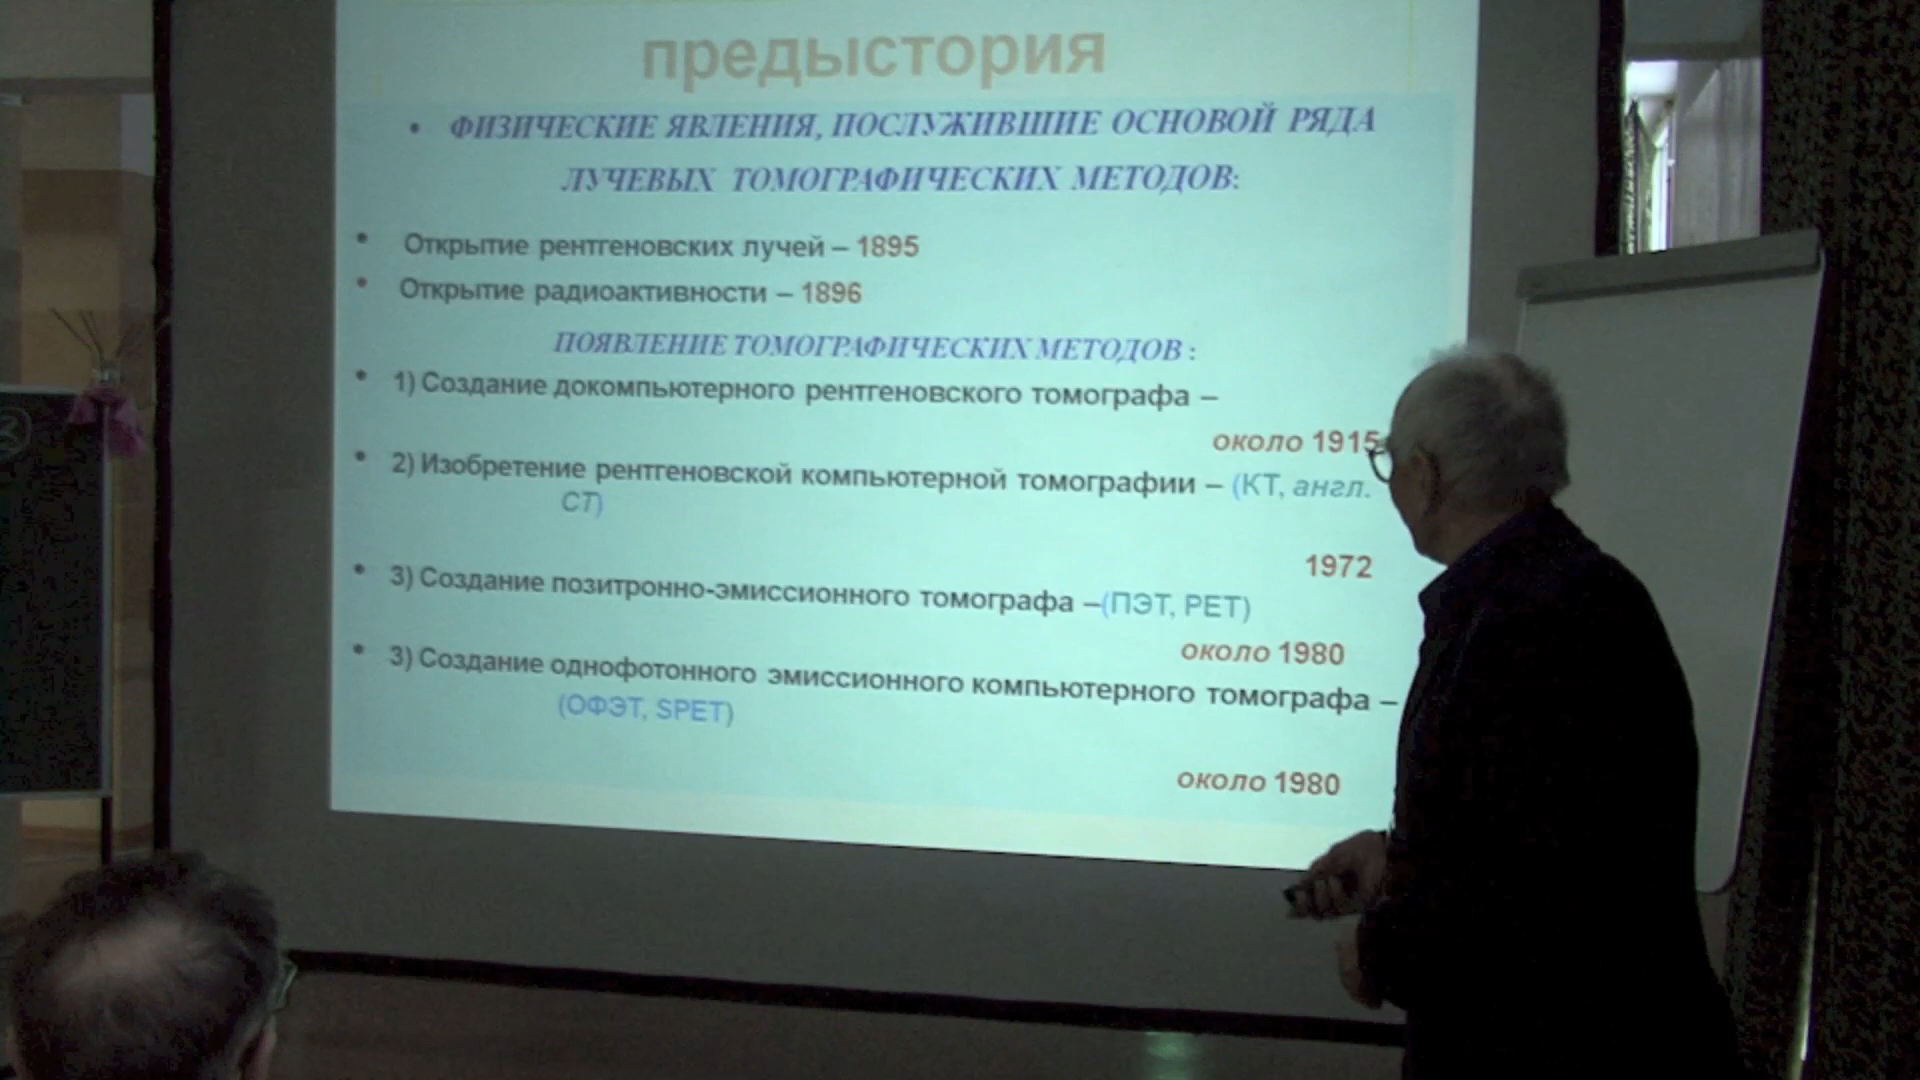 предыстория
• ФИЗИЧЕСКИЕ ЯВЛЕНИЯ, ПОСЛУЖИВШИЕ ОСНОВОЙ РЯДА
ЛУЧЕВЫХ ТОМОГРАФИЧЕСКИХ МЕТОДОВ:
• Открытие рентгеновских лучей – 1895
• Открытие радиоактивности – 1896
ПОЯВЛЕНИЕ ТОМОГРАФИЧЕСКИХ МЕТОДОВ :
• 1) Создание докомпьютерного рентгеновского томографа –
около 1915
• 2) Изобретение рентгеновской компьютерной томографии – (КТ, англ.
CT)
1972
• 3) Создание позитронно-эмиссионного томографа –(ПЭТ, PET)
около 1980
• 3) Создание однофотонного эмиссионного компьютерного томографа –
(ОФЭТ, SPET)
около 1980